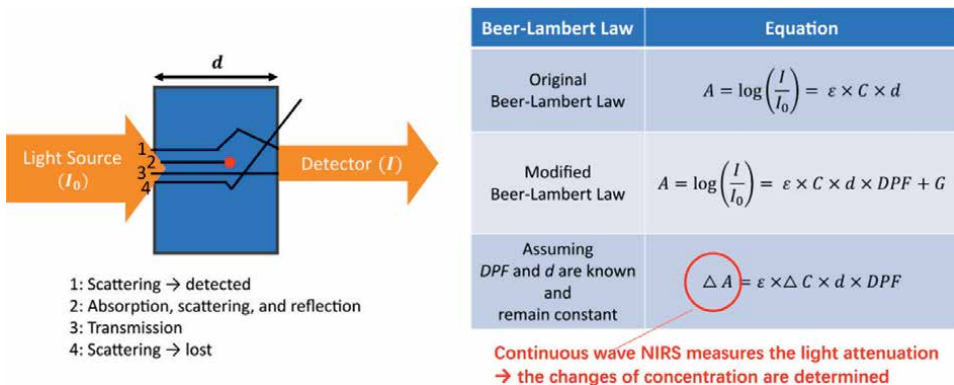 d
Light Source
(I₀)
1
2
3
4
Detector (I)
1: Scattering → detected
2: Absorption, scattering, and reflection
3: Transmission
4: Scattering → lost
Beer-Lambert Law
Equation
Original
Beer-Lambert Law
A = log(I/I₀) = ε × C × d
Modified
Beer-Lambert Law
A = log(I/I₀) = ε × C × d × DPF + G
Assuming
DPF and d are known
and
remain constant
△ A = ε ×△ C × d × DPF
Continuous wave NIRS measures the light attenuation
→ the changes of concentration are determined